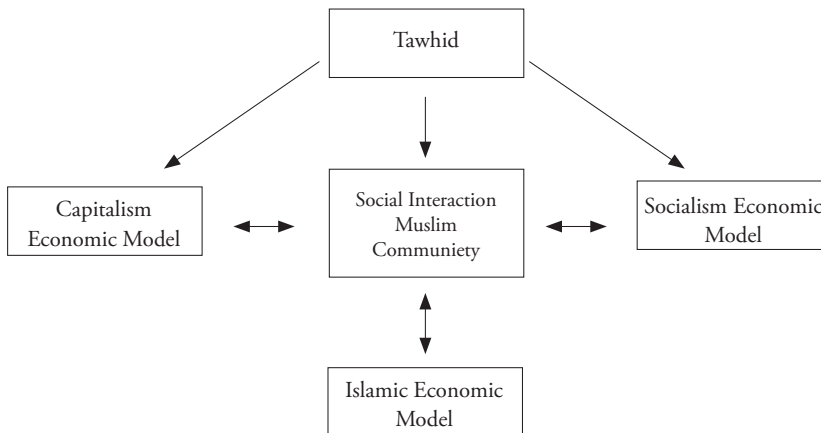 Tawhid
Capitalism
Economic Model
Social Interaction
Muslim
Communiety
Socialism Economic
Model
Islamic Economic
Model